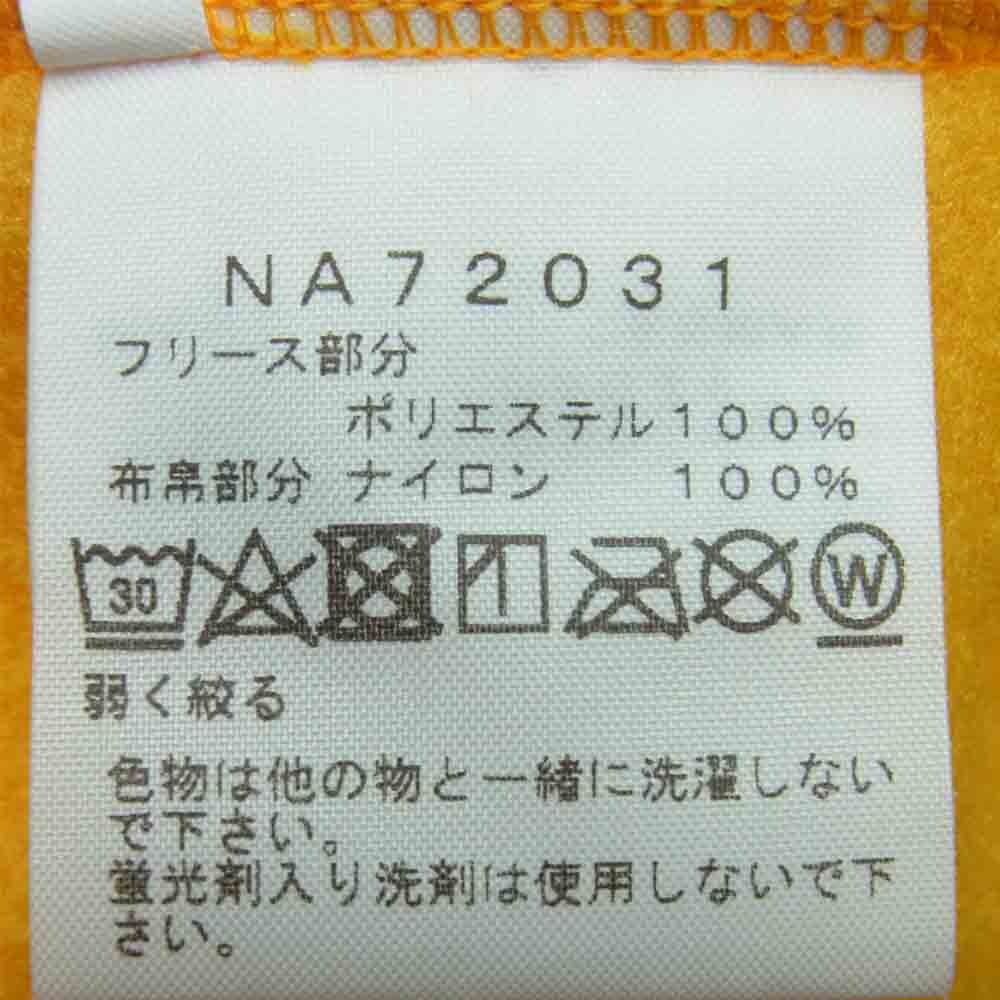 NA72031
フリース部分
ポリエステル100%
布帛部分 ナイロン 100%
30 W
弱く絞る
色物は他の物と一緒に洗濯しない
で下さい。
蛍光剤入り洗剤は使用しないで下
さい。